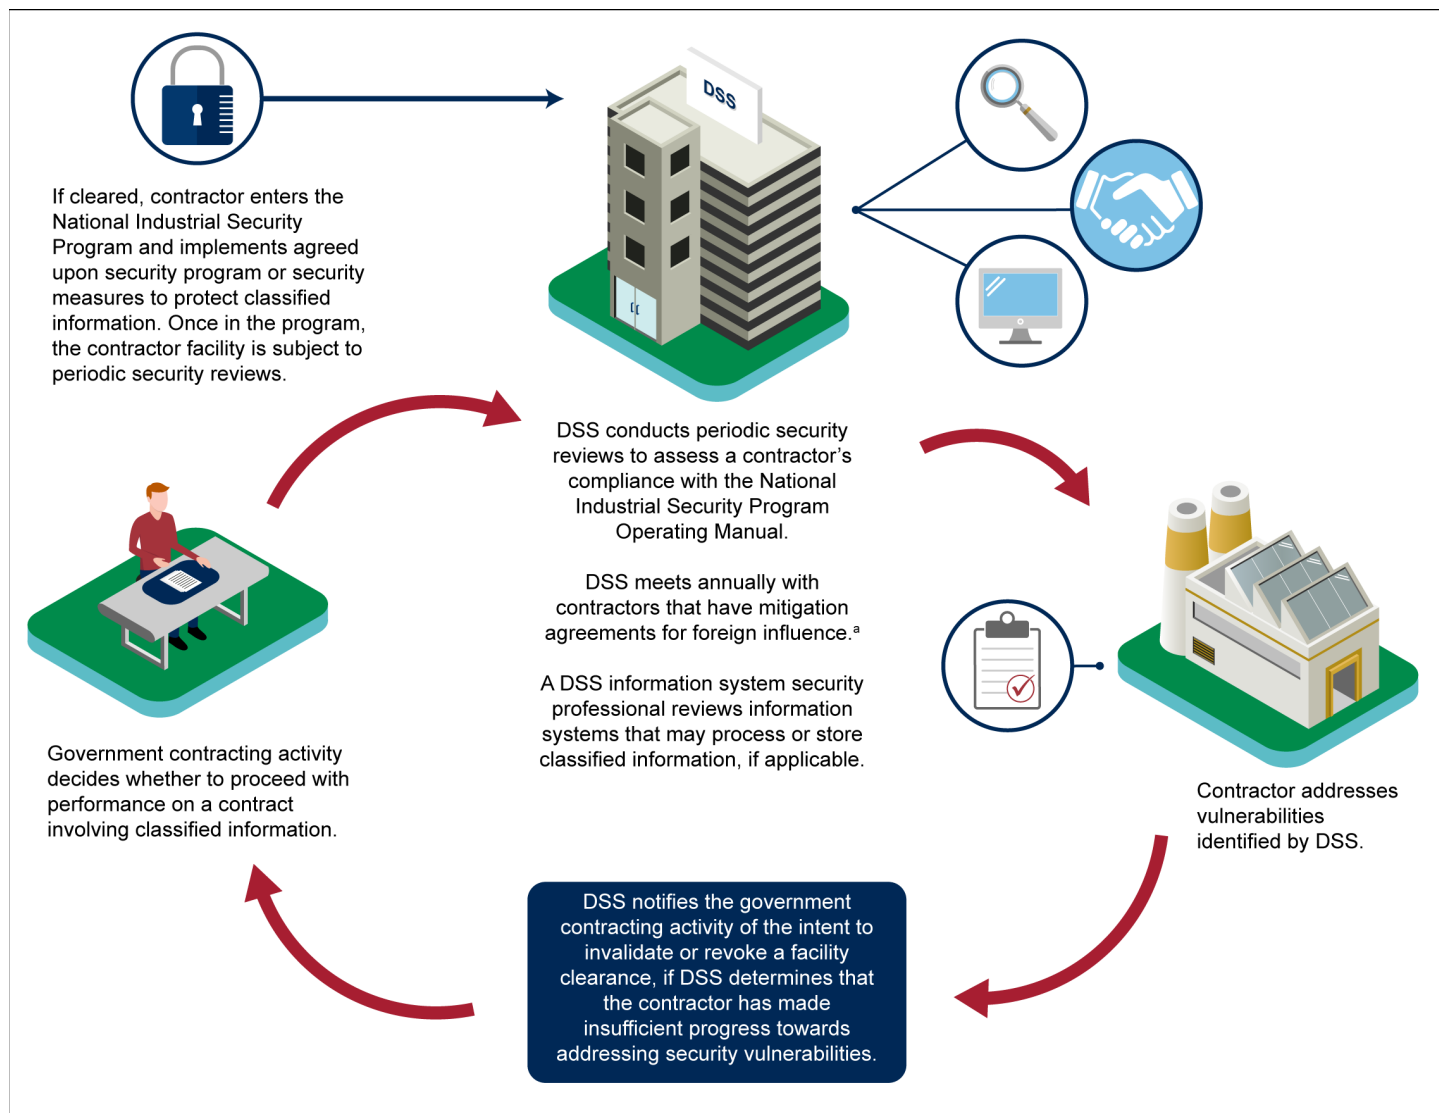 DSS
If cleared, contractor enters the
National Industrial Security
Program and implements agreed
upon security program or security
measures to protect classified
information. Once in the program,
the contractor facility is subject to
periodic security reviews.
DSS conducts periodic security
reviews to assess a contractor’s
compliance with the National
Industrial Security Program
Operating Manual.
DSS meets annually with
contractors that have mitigation
agreements for foreign influence.ᵃ
A DSS information system security
professional reviews information
systems that may process or store
classified information, if applicable.
Contractor addresses
vulnerabilities
identified by DSS.
DSS notifies the government
contracting activity of the intent to
invalidate or revoke a facility
clearance, if DSS determines that
the contractor has made
insufficient progress towards
addressing security vulnerabilities.
Government contracting activity
decides whether to proceed with
performance on a contract
involving classified information.